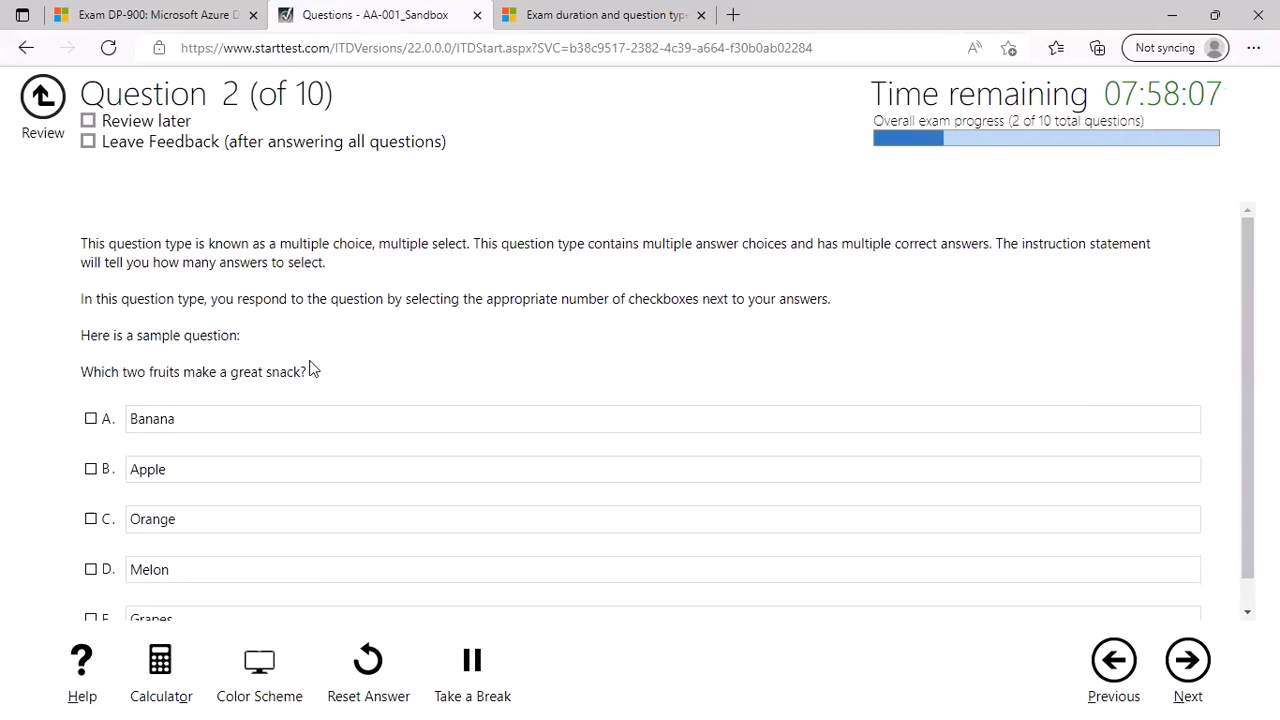 Exam DP-900: Microsoft Azure D
Questions - AA-001_Sandbox
Exam duration and question type
https://www.starttest.com/ITDVersions/22.0.0.0/ITDStart.aspx?SVC=b38c9517-2382-4c39-a664-f30b0ab02284
Not syncing
Question 2 (of 10)
Review later
Leave Feedback (after answering all questions)
Review
Time remaining 07:58:07
Overall exam progress (2 of 10 total questions)
This question type is known as a multiple choice, multiple select. This question type contains multiple answer choices and has multiple correct answers. The instruction statement
will tell you how many answers to select.
In this question type, you respond to the question by selecting the appropriate number of checkboxes next to your answers.
Here is a sample question:
Which two fruits make a great snack?
A. Banana
B. Apple
C. Orange
D. Melon
E. Grapes
Help
Calculator
Color Scheme
Reset Answer
Take a Break
Previous
Next